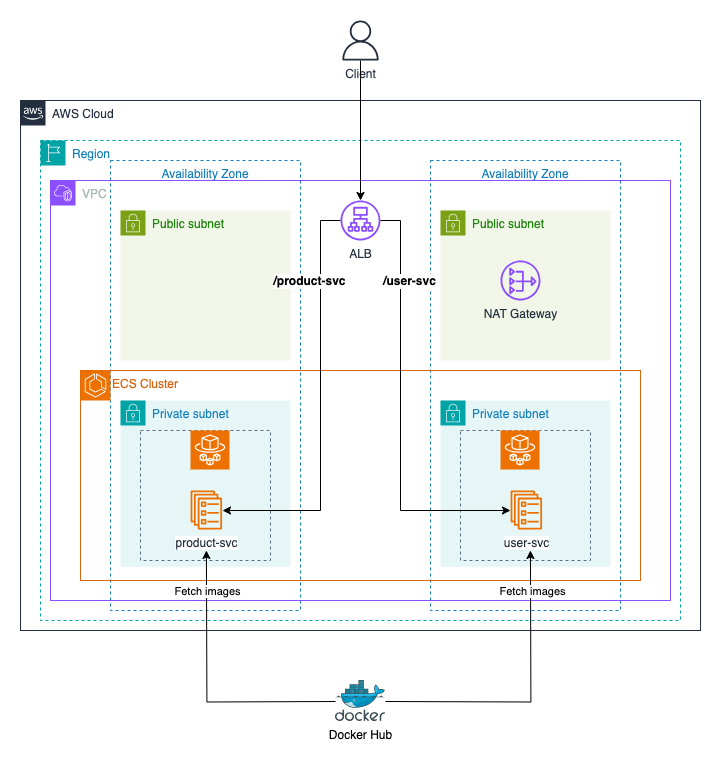 Client
aws
AWS Cloud
Region
Availability Zone
Availability Zone
VPC
Public subnet
Public subnet
ALB
/product-svc
/user-svc
NAT Gateway
ECS Cluster
Private subnet
Private subnet
product-svc
user-svc
Fetch images
Fetch images
docker
Docker Hub